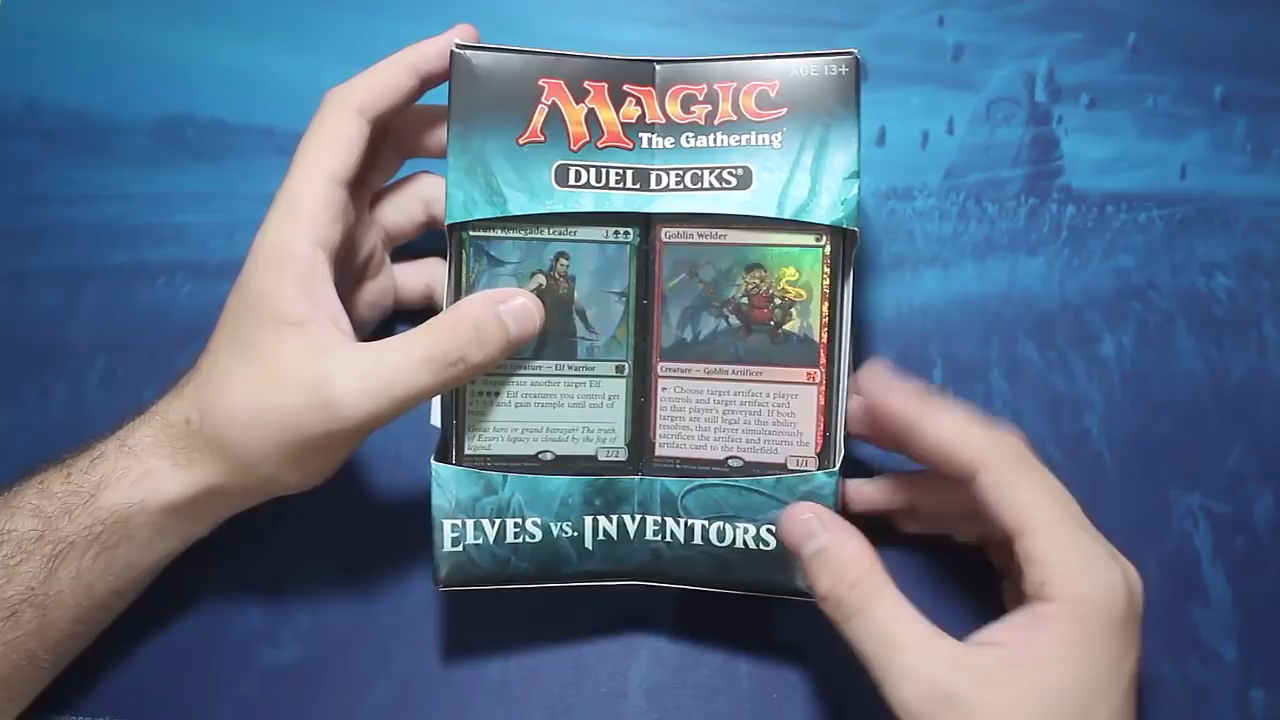 AGE 13+
MAGIC
The Gathering
DUEL DECKS®
Ezuri, Renegade Leader
Goblin Welder
Creature — Elf Warrior
Regenerate another target Elf.
Elf creatures you control get
and gain trample until end of
turn.
Great hero or grand betrayer? The truth
of Ezuri's legacy is clouded by the fog of
legend.
2/2
Creature — Goblin Artificer
: Choose target artifact a player
controls and target artifact card
in that player's graveyard. If both
targets are still legal as this ability
resolves, that player simultaneously
sacrifices the artifact and returns the
artifact card to the battlefield.
1/1
ELVES VS. INVENTORS